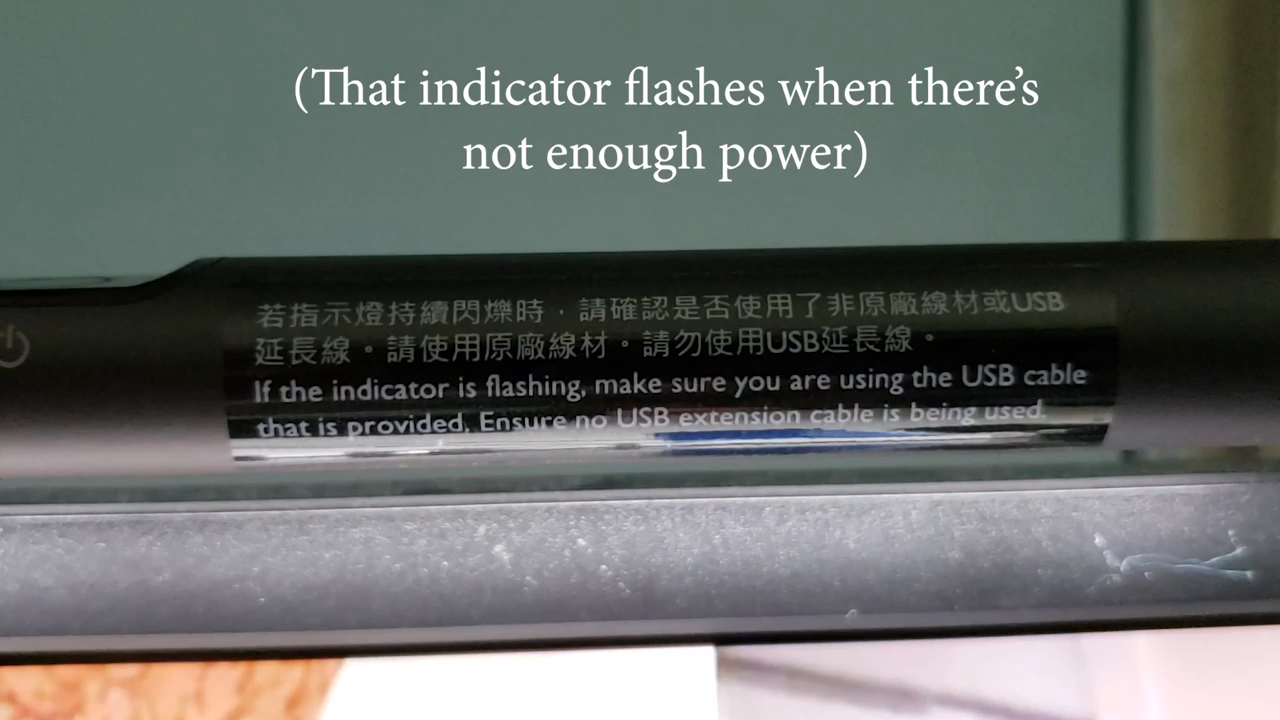 (That indicator flashes when there's
not enough power)
若指示燈持續閃爍時，請確認是否使用了非原廠線材或USB
延長線。請使用原廠線材。請勿使用USB延長線。
If the indicator is flashing, make sure you are using the USB cable
that is provided. Ensure no USB extension cable is being used.